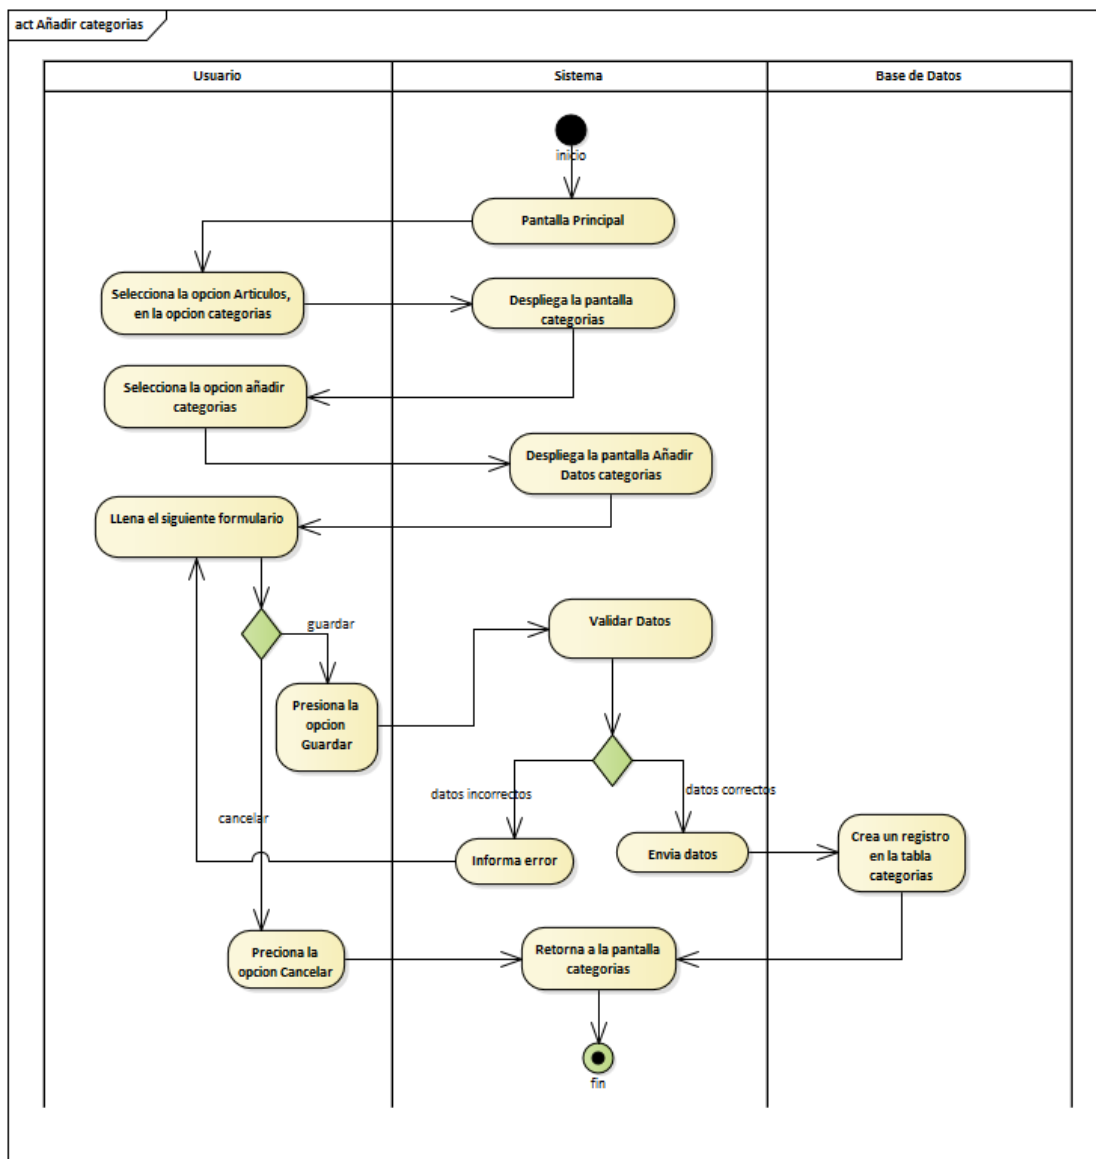 act Añadir categorias
Usuario
Sistema
Base de Datos
inicio
Pantalla Principal
Selecciona la opcion Articulos,
en la opcion categorias
Despliega la pantalla
categorias
Selecciona la opcion añadir
categorias
Despliega la pantalla Añadir
Datos categorias
LLena el siguiente formulario
guardar
Validar Datos
Presiona la
opcion
Guardar
datos incorrectos
datos correctos
cancelar
Informa error
Envia datos
Crea un registro
en la tabla
categorias
Preciona la
opcion Cancelar
Retorna a la pantalla
categorias
fin